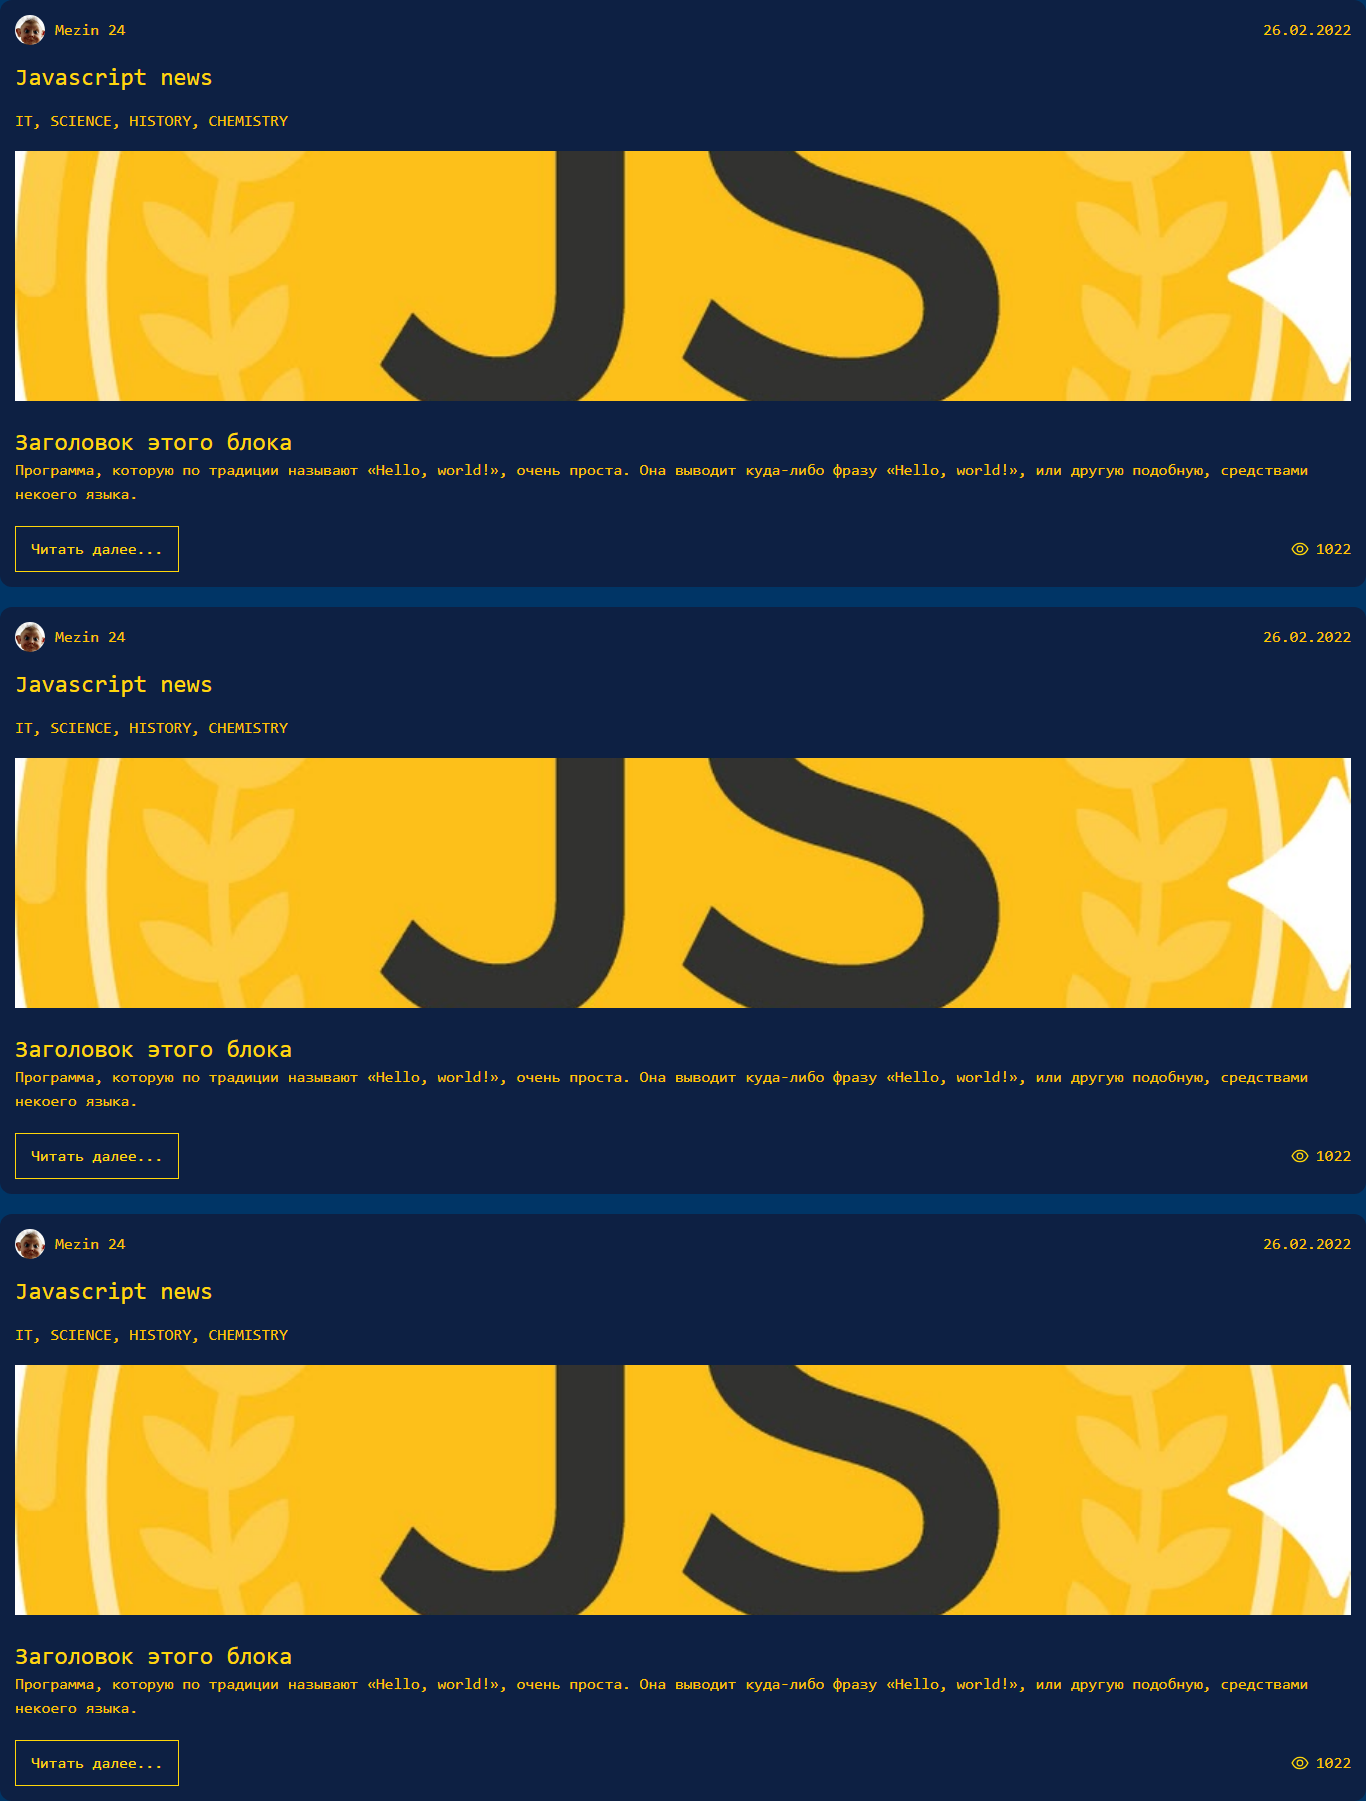 Mezin 24
26.02.2022
Javascript news
IT, SCIENCE, HISTORY, CHEMISTRY
JS
Заголовок этого блока
Программа, которую по традиции называют «Hello, world!», очень проста. Она выводит куда-либо фразу «Hello, world!», или другую подобную, средствами
некоего языка.
Читать далее...
1022
Mezin 24
26.02.2022
Javascript news
IT, SCIENCE, HISTORY, CHEMISTRY
JS
Заголовок этого блока
Программа, которую по традиции называют «Hello, world!», очень проста. Она выводит куда-либо фразу «Hello, world!», или другую подобную, средствами
некоего языка.
Читать далее...
1022
Mezin 24
26.02.2022
Javascript news
IT, SCIENCE, HISTORY, CHEMISTRY
JS
Заголовок этого блока
Программа, которую по традиции называют «Hello, world!», очень проста. Она выводит куда-либо фразу «Hello, world!», или другую подобную, средствами
некоего языка.
Читать далее...
1022